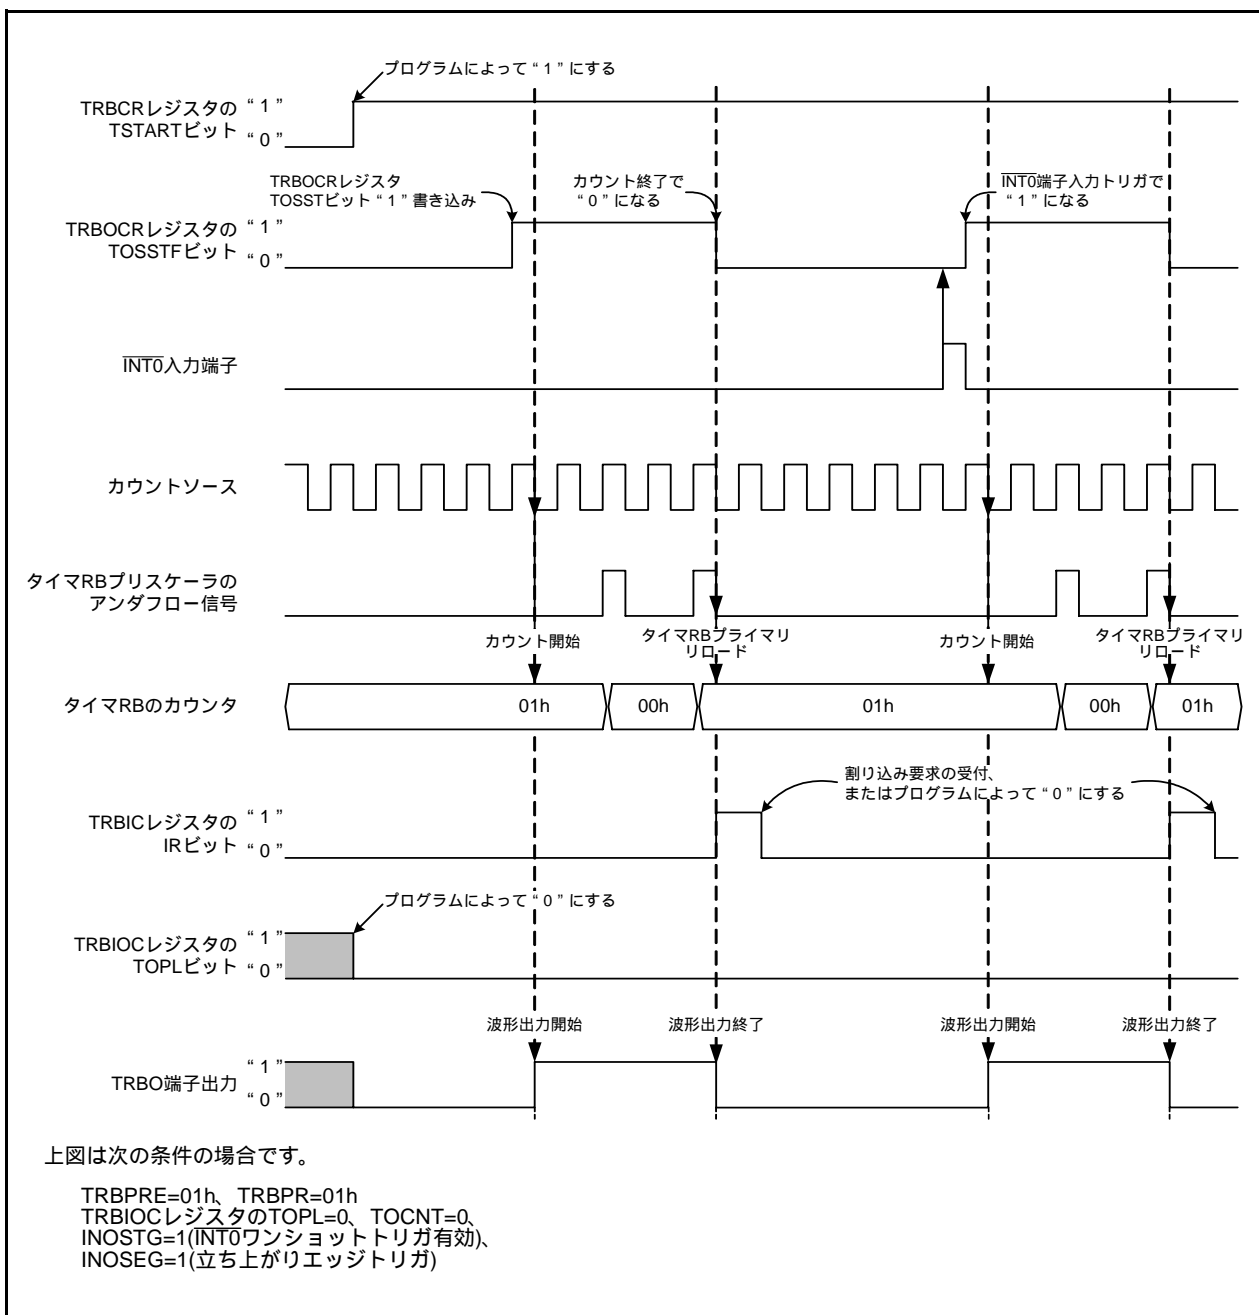 プログラムによって“1”にする
TRBCRレジスタの “1”
TSTARTビット “0”
TRBOCRレジスタ
TOSSTビット“1”書き込み
カウント終了で
“0”になる
INT0端子入力トリガで
“1”になる
TRBOCRレジスタの “1”
TOSSTFビット “0”
INT0入力端子
カウントソース
タイマRBプリスケーラの
アンダフロー信号
カウント開始 タイマRBプライマリ カウント開始 タイマRBプライマリ
リロード リロード
タイマRBのカウンタ 01h 00h 01h 00h 01h
割り込み要求の受付、
またはプログラムによって“0”にする
TRBICレジスタの “1”
IRビット “0”
プログラムによって“0”にする
TRBIOCレジスタの “1”
TOPLビット “0”
波形出力開始 波形出力終了 波形出力開始 波形出力終了
“1”
TRBO端子出力
“0”
上図は次の条件の場合です。
TRBPRE=01h、TRBPR=01h
TRBIOCレジスタのTOPL=0、TOCNT=0、
INOSTG=1(INT0ワンショットトリガ有効)、
INOSEG=1(立ち上がりエッジトリガ)